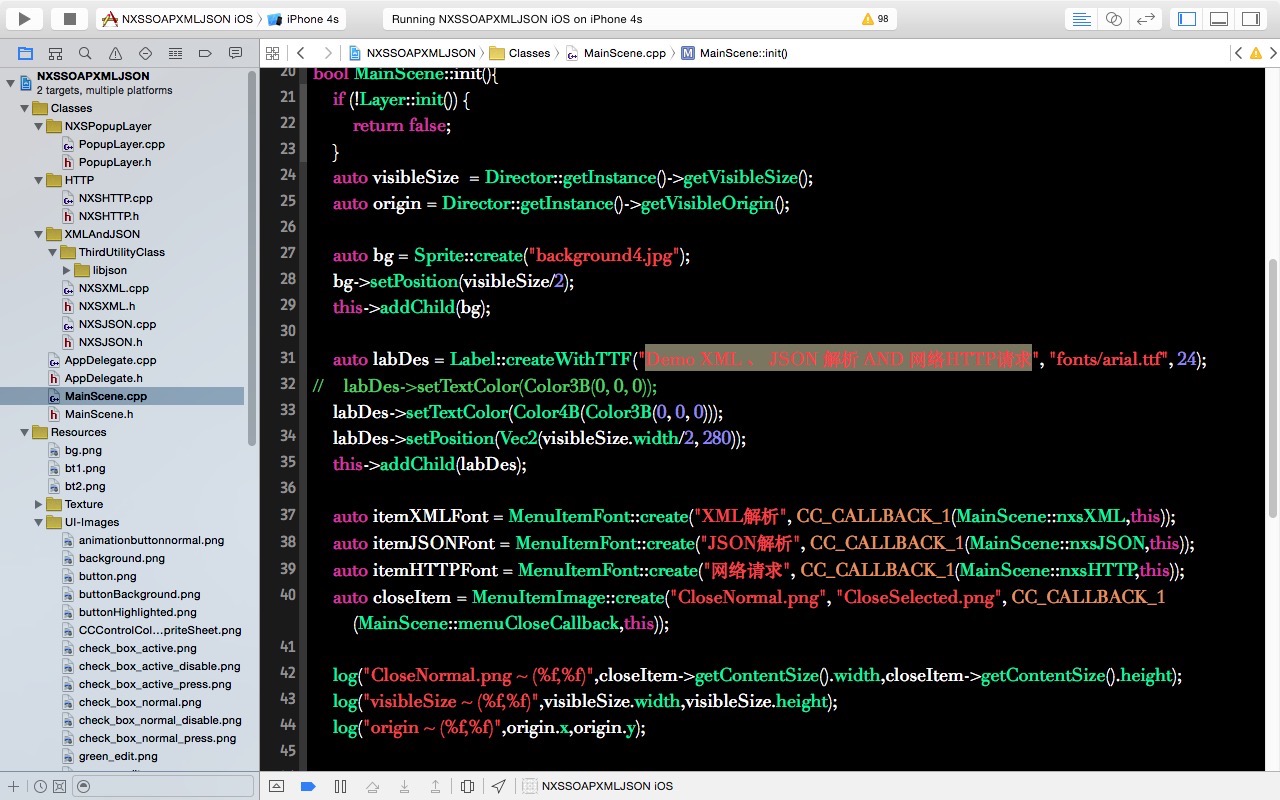 NXSSOAPXMLJSON iOS iPhone 4s
Running NXSSOAPXMLJSON iOS on iPhone 4s
98
NXSSOAPXMLJSON Classes MainScene.cpp M MainScene::init()
NXSSOAPXMLJSON
2 targets, multiple platforms
Classes
NXSPopupLayer
PopupLayer.cpp
PopupLayer.h
HTTP
NXSHTTP.cpp
NXSHTTP.h
XMLAndJSON
ThirdUtilityClass
libjson
NXSXML.cpp
NXSXML.h
NXSJSON.cpp
NXSJSON.h
AppDelegate.cpp
AppDelegate.h
MainScene.cpp
MainScene.h
Resources
bg.png
bt1.png
bt2.png
Texture
UI-Images
animationbuttonnormal.png
background.png
button.png
buttonBackground.png
buttonHighlighted.png
CCControlCol...priteSheet.png
check_box_active.png
check_box_active_disable.png
check_box_active_press.png
check_box_normal.png
check_box_normal_disable.png
check_box_normal_press.png
green_edit.png
20 bool MainScene::init(){
21 if (!Layer::init()) {
22 return false;
23 }
24 auto visibleSize  = Director::getInstance()->getVisibleSize();
25 auto origin = Director::getInstance()->getVisibleOrigin();
26
27 auto bg = Sprite::create("background4.jpg");
28 bg->setPosition(visibleSize/2);
29 this->addChild(bg);
30
31 auto labDes = Label::createWithTTF("Demo XML 、 JSON 解析 AND 网络HTTP请求", "fonts/arial.ttf", 24);
32 //    labDes->setTextColor(Color3B(0, 0, 0));
33 labDes->setTextColor(Color4B(Color3B(0, 0, 0)));
34 labDes->setPosition(Vec2(visibleSize.width/2, 280));
35 this->addChild(labDes);
36
37 auto itemXMLFont = MenuItemFont::create("XML解析", CC_CALLBACK_1(MainScene::nxsXML,this));
38 auto itemJSONFont = MenuItemFont::create("JSON解析", CC_CALLBACK_1(MainScene::nxsJSON,this));
39 auto itemHTTPFont = MenuItemFont::create("网络请求", CC_CALLBACK_1(MainScene::nxsHTTP,this));
40 auto closeItem = MenuItemImage::create("CloseNormal.png", "CloseSelected.png", CC_CALLBACK_1
(MainScene::menuCloseCallback,this));
41
42 log("CloseNormal.png ~ (%f,%f)",closeItem->getContentSize().width,closeItem->getContentSize().height);
43 log("visibleSize ~ (%f,%f)",visibleSize.width,visibleSize.height);
44 log("origin ~ (%f,%f)",origin.x,origin.y);
45
NXSSOAPXMLJSON iOS